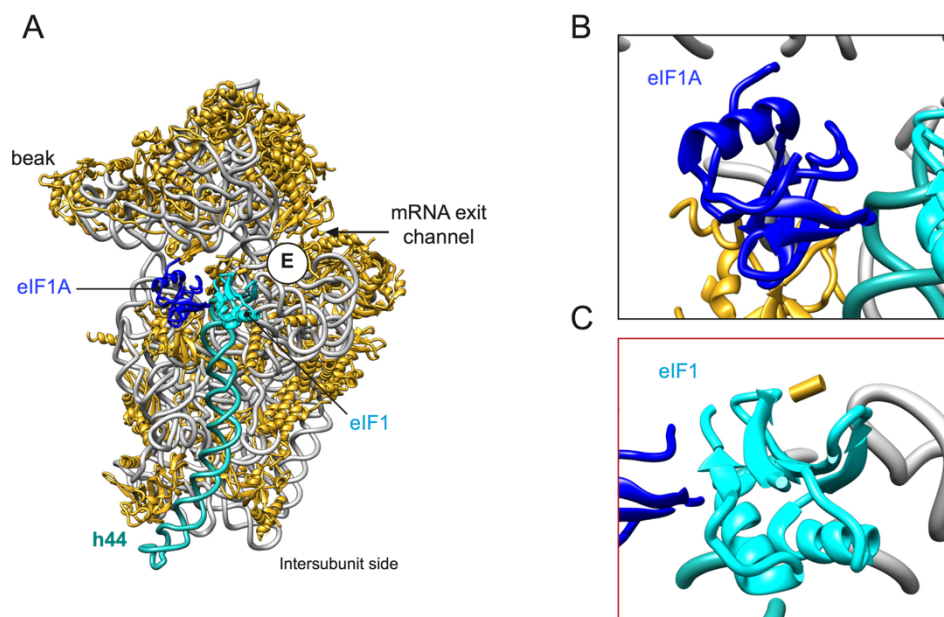 A
beak
mRNA exit
channel
E
eIF1A
eIF1
h44
Intersubunit side
B
eIF1A
C
eIF1